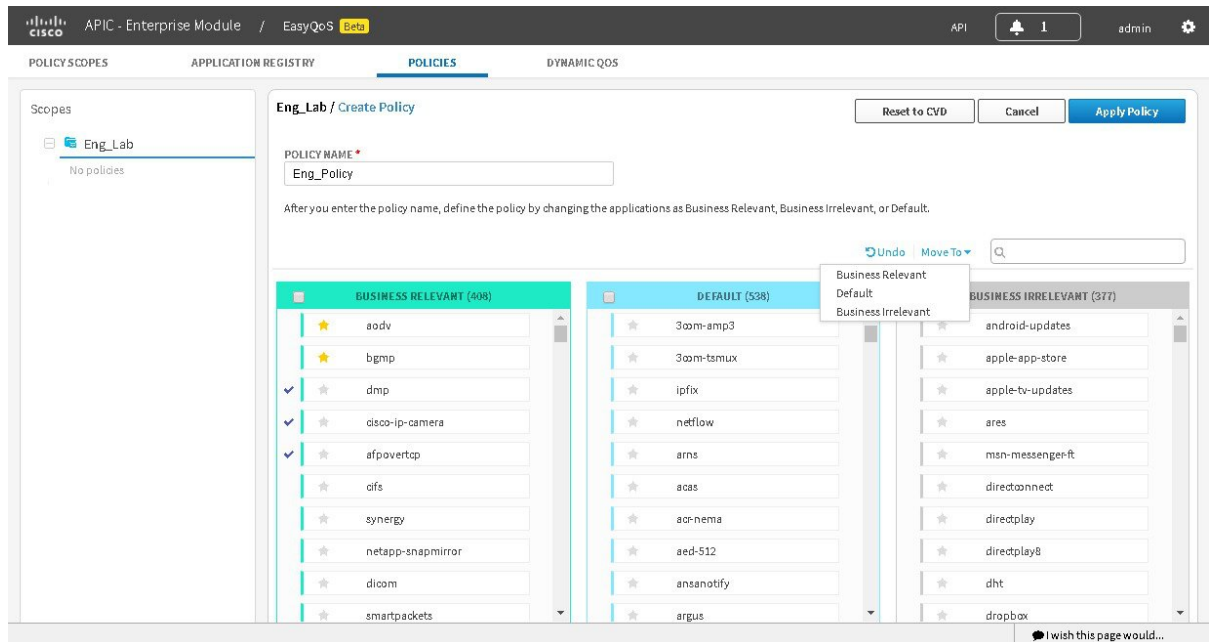 CISCO APIC - Enterprise Module / EasyQoS Beta API 1 admin
POLICY SCOPES APPLICATION REGISTRY POLICIES DYNAMIC QOS
Scopes
Eng_Lab
No policies
Eng_Lab / Create Policy
Reset to CVD Cancel Apply Policy
POLICY NAME *
Eng_Policy
After you enter the policy name, define the policy by changing the applications as Business Relevant, Business Irrelevant, or Default.
Undo Move To
Business Relevant
Default
Business Irrelevant
BUSINESS RELEVANT (408)
aodv
bgmp
dmp
cisco-ip-camera
afpovertcp
cifs
synergy
netapp-snapmirror
dicom
smartpackets
DEFAULT (538)
3com-amp3
3com-tsmux
ipfix
netflow
arns
acas
acr-nema
aed-512
ansanotify
argus
BUSINESS IRRELEVANT (377)
android-updates
apple-app-store
apple-tv-updates
ares
msn-messenger-ft
directconnect
directplay
directplay8
dht
dropbox
I wish this page would...